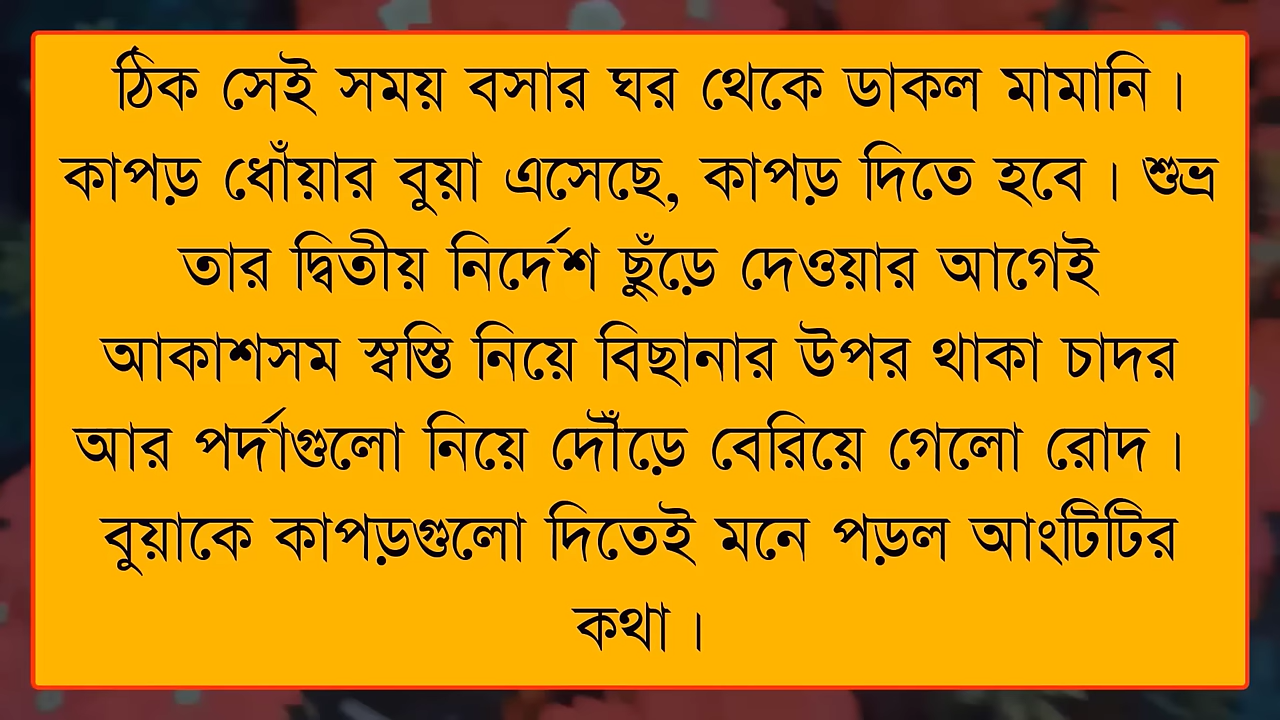 ঠিক সেই সময় বসার ঘর থেকে ডাকল মামানি।
কাপড় ধোঁয়ার বুয়া এসেছে, কাপড় দিতে হবে। শুভ্র
তার দ্বিতীয় নির্দেশ ছুঁড়ে দেওয়ার আগেই
আকাশসম স্বস্তি নিয়ে বিছানার উপর থাকা চাদর
আর পর্দাগুলো নিয়ে দৌঁড়ে বেরিয়ে গেলো রোদ।
বুয়াকে কাপড়গুলো দিতেই মনে পড়ল আংটিটির
কথা।